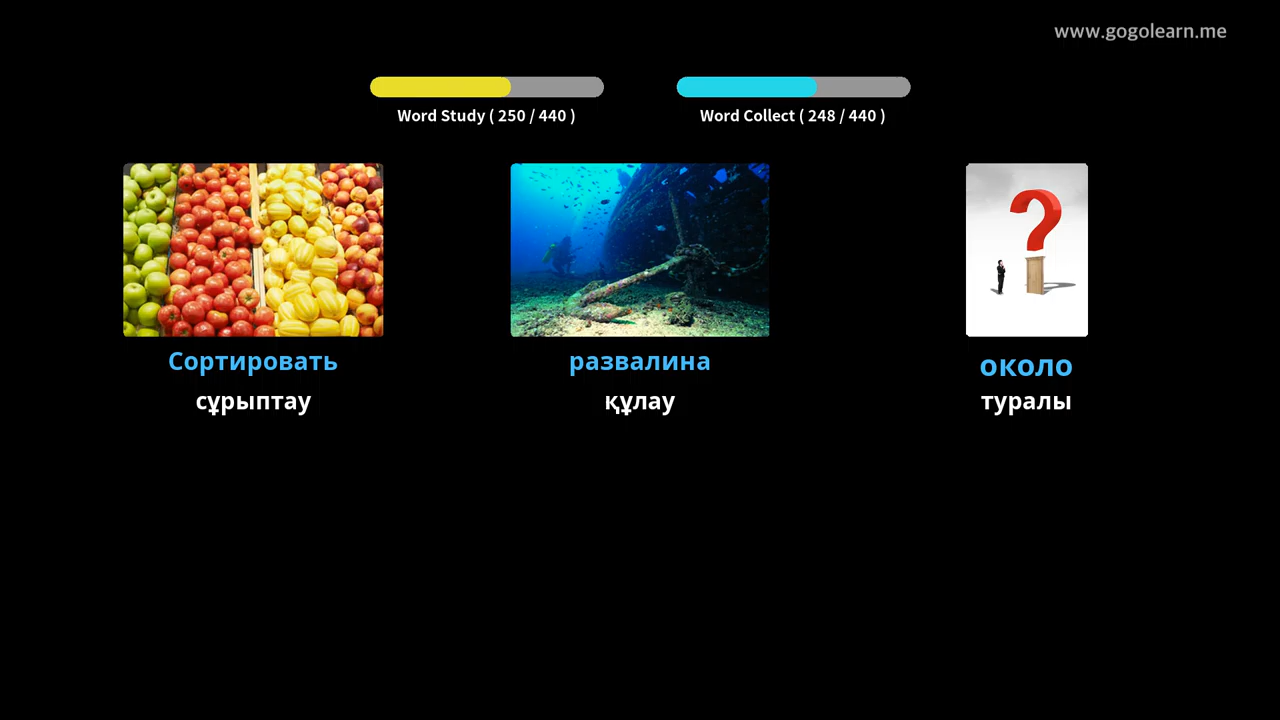 www.gogolearn.me
Word Study ( 250 / 440 )
Word Collect ( 248 / 440 )
Сортировать
сұрыптау
развалина
құлау
около
туралы